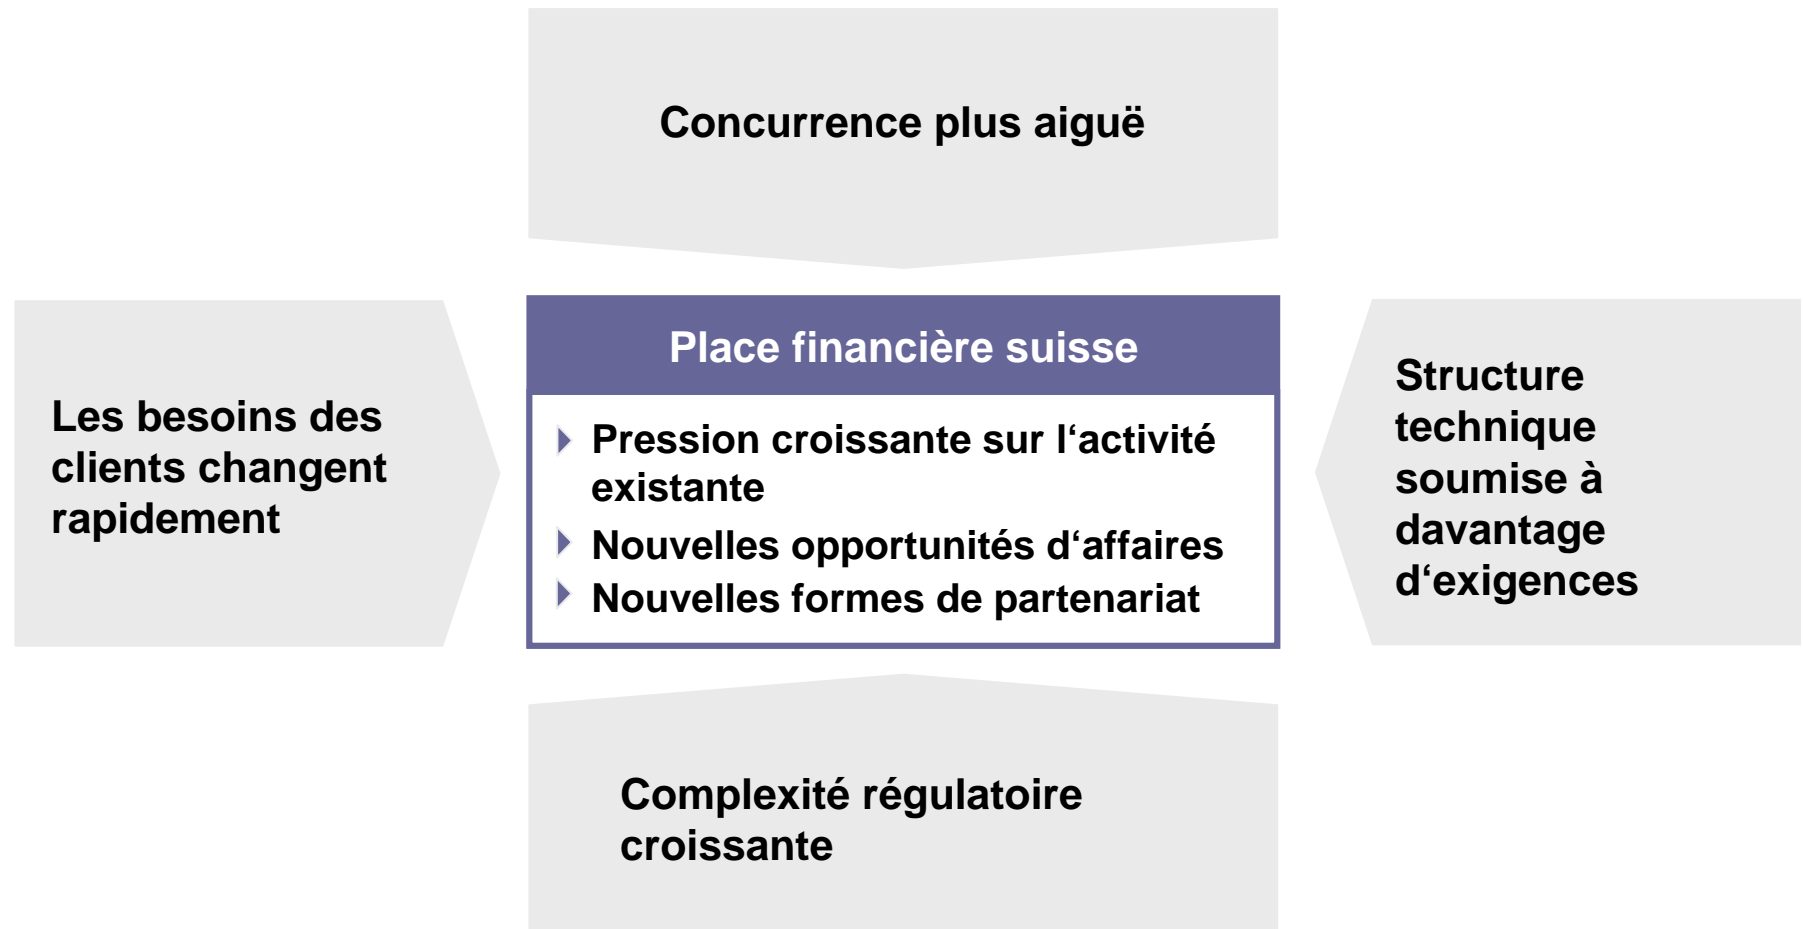 Concurrence plus aiguë
Les besoins des
clients changent
rapidement
Place financière suisse
Pression croissante sur l‘activité
existante
Nouvelles opportunités d‘affaires
Nouvelles formes de partenariat
Structure
technique
soumise à
davantage
d‘exigences
Complexité régulatoire
croissante